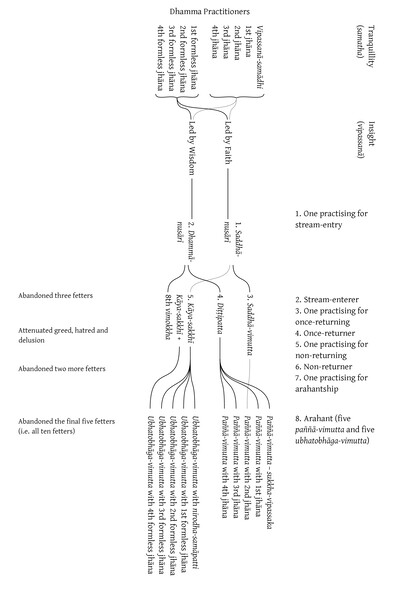 Dhamma Practitioners
Tranquillity
(samatha)
Vipassanā-samādhi
1st jhāna
2nd jhāna
3rd jhāna
4th jhāna
1st formless jhāna
2nd formless jhāna
3rd formless jhāna
4th formless jhāna
Insight
(vipassanā)
Led by Faith
Led by Wisdom
1. One practising for
stream-entry
1. Saddhā-
nusārī
2. Dhammā-
nusārī
Abandoned three fetters
Attenuated greed, hatred and
delusion
Abandoned two more fetters
2. Stream-enterer
3. One practising for
once-returning
4. Once-returner
5. One practising for
non-returning
6. Non-returner
7. One practising for
arahantship
3. Saddhā-vimutta
4. Diṭṭipatta
5. Kāya-sakkhi
Kāya-sakkhi +
8th vimokkha
Abandoned the final five fetters
(i.e. all ten fetters)
8. Arahant (five
paññā-vimutta and five
ubhatobhāga-vimutta)
Paññā-vimutta - sukkha-vipassaka
Paññā-vimutta with 1st jhāna
Paññā-vimutta with 2nd jhāna
Paññā-vimutta with 3rd jhāna
Paññā-vimutta with 4th jhāna
Ubhatobhāga-vimutta with nirodha-samāpatti
Ubhatobhāga-vimutta with 1st formless jhāna
Ubhatobhāga-vimutta with 2nd formless jhāna
Ubhatobhāga-vimutta with 3rd formless jhāna
Ubhatobhāga-vimutta with 4th formless jhāna